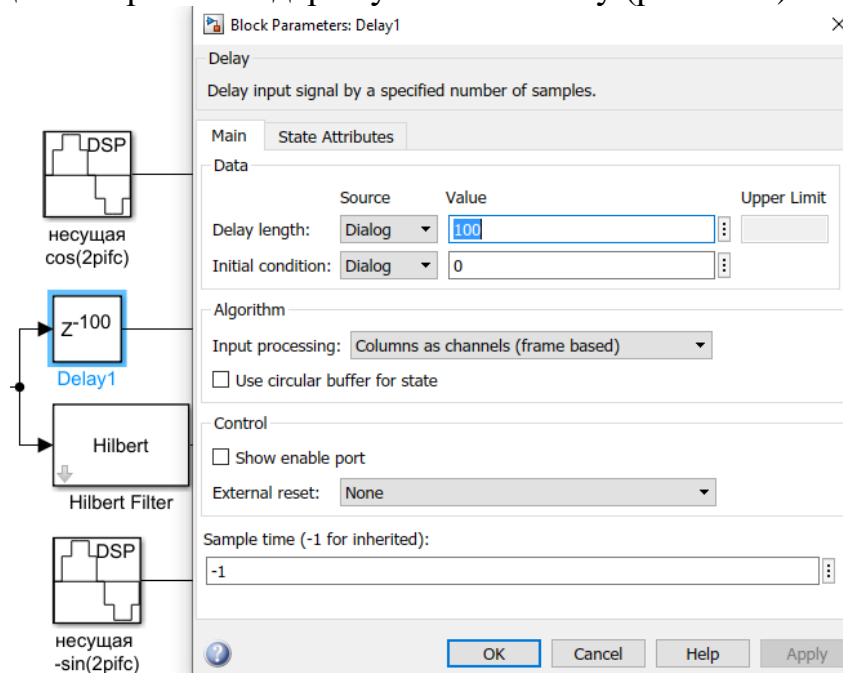 Block Parameters: Delay1
Delay
Delay input signal by a specified number of samples.
Main State Attributes
Data
Source Value Upper Limit
Delay length: Dialog 100
Initial condition: Dialog 0
Algorithm
Input processing: Columns as channels (frame based)
Use circular buffer for state
Control
Show enable port
External reset: None
Sample time (-1 for inherited):
-1
OK Cancel Help Apply
DSP
несущая
cos(2pifc)
Z-100
Delay1
Hilbert
Hilbert Filter
DSP
несущая
-sin(2pifc)